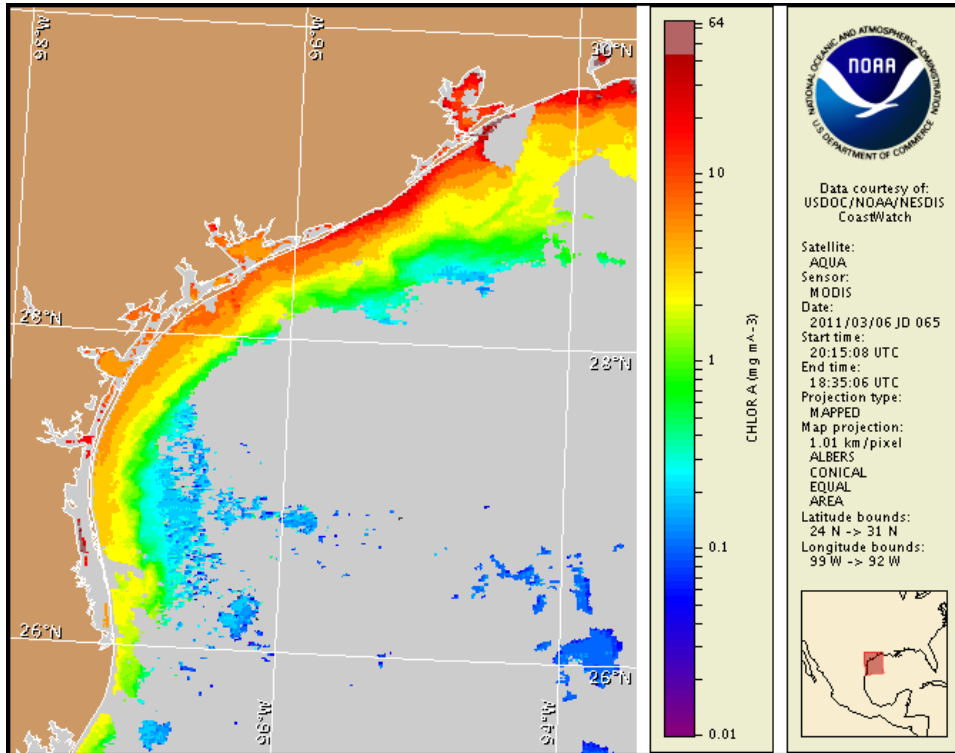 98°W
96°W
30°N
28°N
28°N
26°N
26°N
96°W
94°W
64
10
1
0.1
0.01
CHLOR A (mg m^-3)
NATIONAL OCEANIC AND ATMOSPHERIC ADMINISTRATION
NOAA
U.S. DEPARTMENT OF COMMERCE
Data courtesy of:
USDOC/NOAA/NESDIS
CoastWatch
Satellite:
AQUA
Sensor:
MODIS
Date:
2011/03/06 JD 065
Start time:
20:15:08 UTC
End time:
18:35:06 UTC
Projection type:
MAPPED
Map projection:
1.01 km/pixel
ALBERS
CONICAL
EQUAL
AREA
Latitude bounds:
24 N -> 31 N
Longitude bounds:
99 W -> 92 W